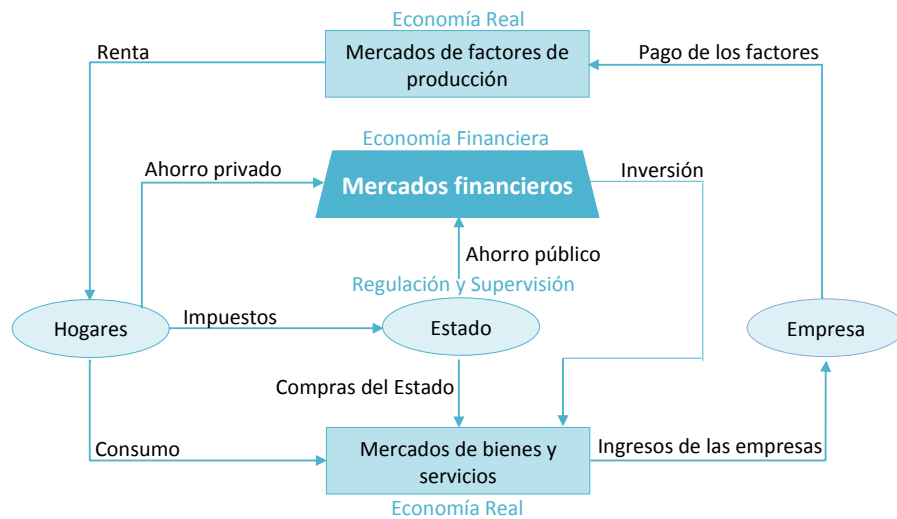 Economía Real
Renta
Mercados de factores de
producción
Pago de los factores
Economía Financiera
Ahorro privado
Mercados financieros
Inversión
Ahorro público
Regulación y Supervisión
Hogares
Impuestos
Estado
Empresa
Compras del Estado
Consumo
Mercados de bienes y
servicios
Ingresos de las empresas
Economía Real